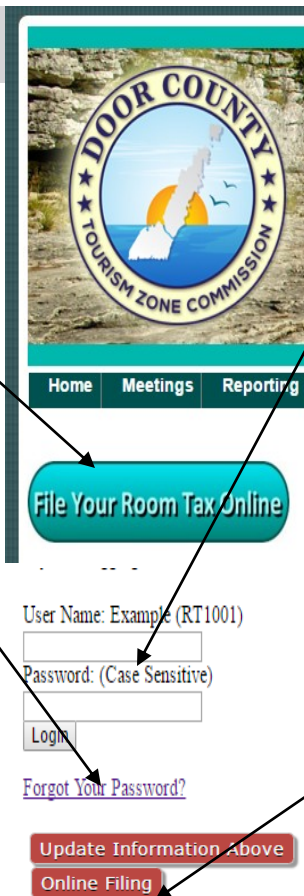 DOOR COUNTY
TOURISM ZONE COMMISSION
Home Meetings Reporting
File Your Room Tax Online
User Name: Example (RT1001)
Password: (Case Sensitive)
Login
Forgot Your Password?
Update Information Above
Online Filing